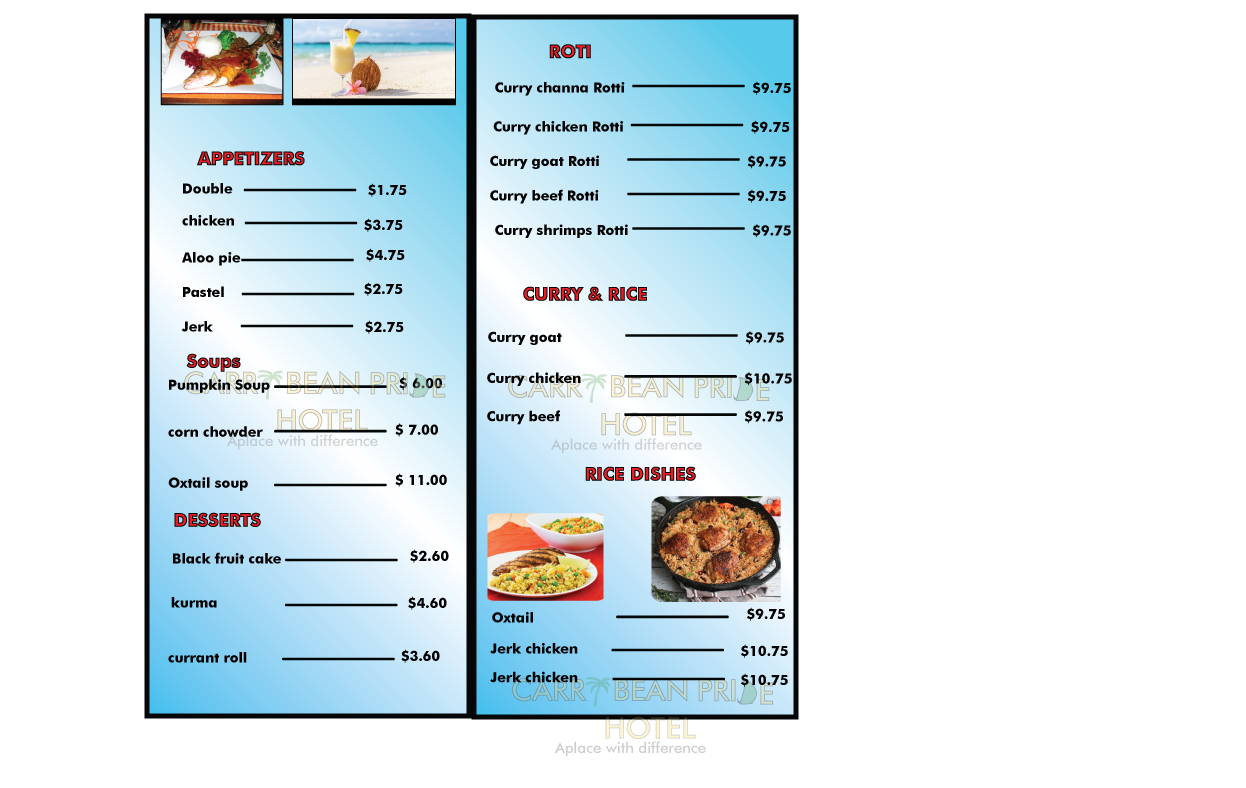 APPETIZERS
Double $1.75
chicken $3.75
Aloo pie $4.75
Pastel $2.75
Jerk $2.75
Soups
Pumpkin Soup $ 6.00
CARR BEAN PRIDE
HOTEL
corn chowder $ 7.00
Aplace with difference
Oxtail soup $ 11.00
DESSERTS
Black fruit cake $2.60
kurma $4.60
currant roll $3.60
ROTI
Curry channa Rotti $9.75
Curry chicken Rotti $9.75
Curry goat Rotti $9.75
Curry beef Rotti $9.75
Curry shrimps Rotti $9.75
CURRY & RICE
Curry goat $9.75
Curry chicken $10.75
CARR BEAN PRIDE
HOTEL
Curry beef $9.75
Aplace with difference
RICE DISHES
Oxtail $9.75
Jerk chicken $10.75
Jerk chicken $10.75
CARR BEAN PRIDE
HOTEL
Aplace with difference